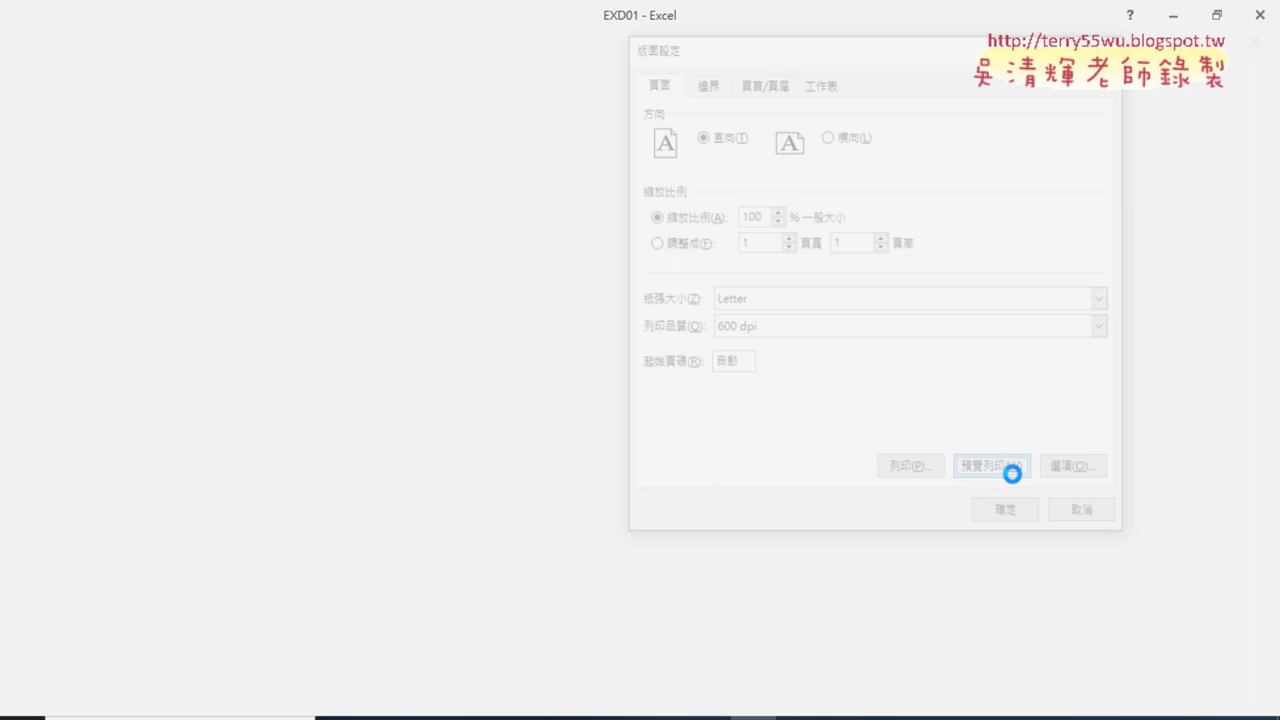 EXD01 - Excel
http://terry55wu.blogspot.tw
吳清輝老師錄製
版面設定
頁面 邊界 頁首/頁尾 工作表
方向
A 直向(T) A 橫向(L)
縮放比例
縮放比例(A): 100 % 一般大小
調整成(F): 1 頁寬 1 頁高
紙張大小(Z): Letter
列印品質(Q): 600 dpi
起始頁碼(R): 自動
列印(P)... 預覽列印 選項(O)...
確定 取消